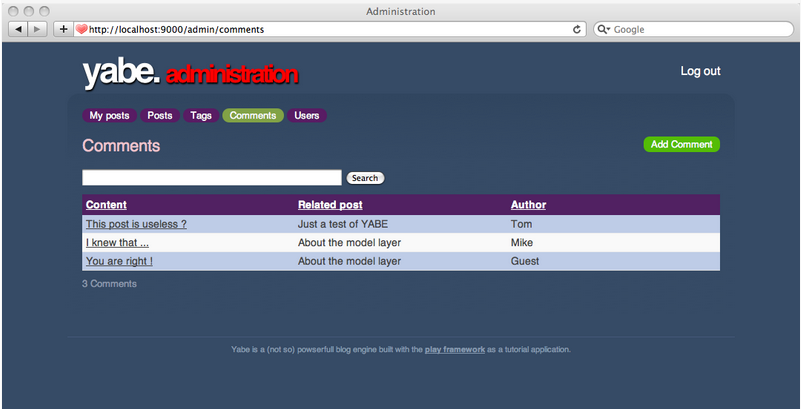 Administration
http://localhost:9000/admin/comments
Google
yabe. administration
Log out
My posts Posts Tags Comments Users
Comments
Add Comment
Search
Content Related post Author
This post is useless ? Just a test of YABE Tom
I knew that ... About the model layer Mike
You are right ! About the model layer Guest
3 Comments
Yabe is a (not so) powserfull blog engine built with the play framework as a tutorial application.